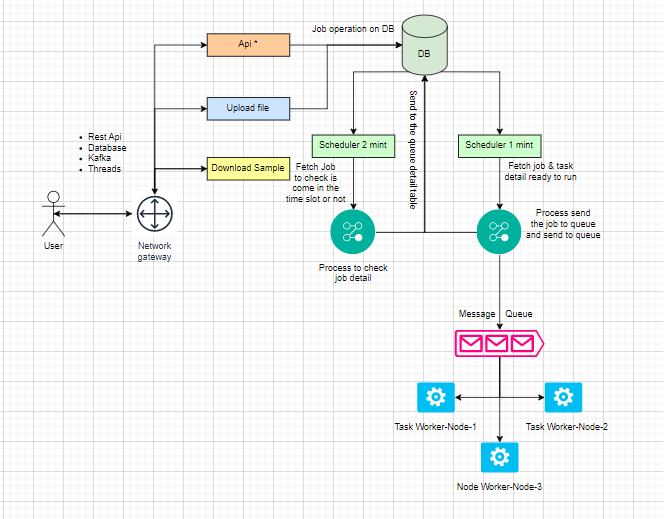 Job operation on DB
Api *
DB
Upload file
Send to the queue detail table
• Rest Api
• Database
• Kafka
• Threads
Scheduler 2 mint
Scheduler 1 mint
Download Sample
Fetch Job
to check is
come in the
time slot or not
Fetch job & task
detail ready to run
User
Network
gateway
Process send
the job to queue
and send to queue
Process to check
job detail
Message Queue
Task Worker-Node-1
Task Worker-Node-2
Node Worker-Node-3